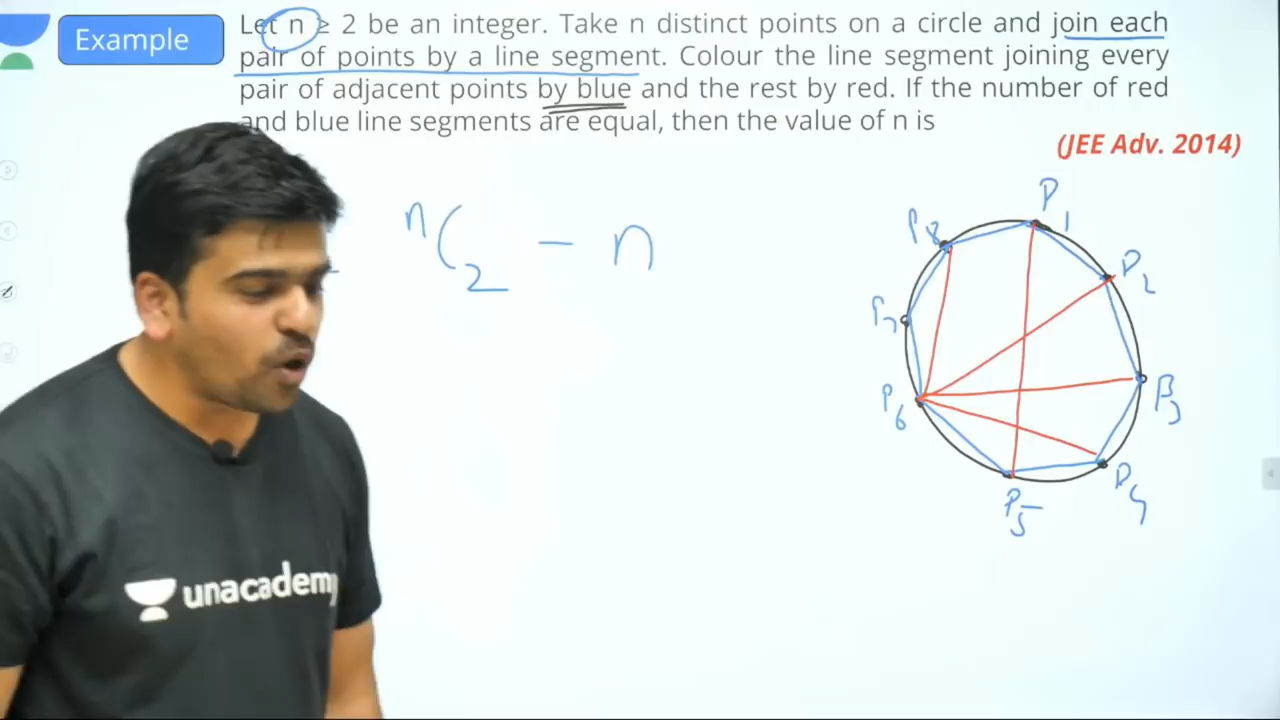 Example
Let n ≥ 2 be an integer. Take n distinct points on a circle and join each
pair of points by a line segment. Colour the line segment joining every
pair of adjacent points by blue and the rest by red. If the number of red
and blue line segments are equal, then the value of n is
(JEE Adv. 2014)
ⁿC₂ − n
P₁
P₈
P₂
P₇
P₆
P₃
P₄
P₅
unacademy